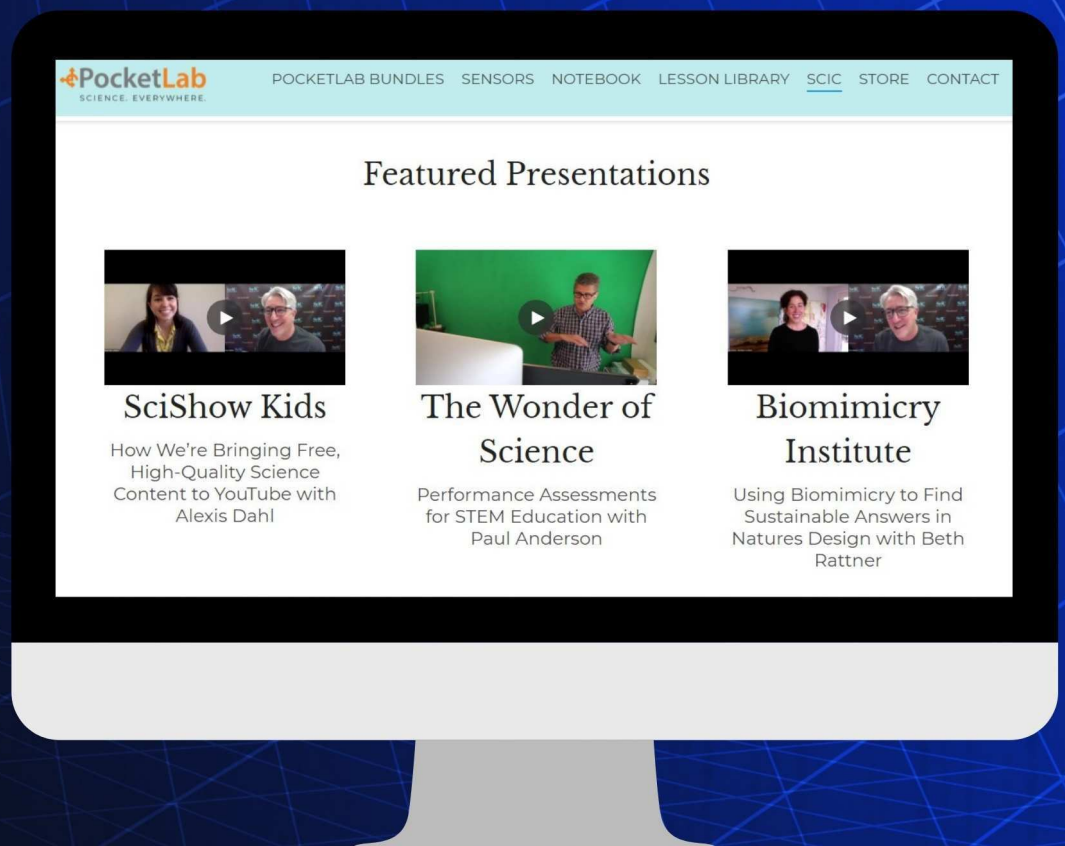 PocketLab
SCIENCE. EVERYWHERE.
POCKETLAB BUNDLES SENSORS NOTEBOOK LESSON LIBRARY SCIC STORE CONTACT
Featured Presentations
SciShow Kids
How We’re Bringing Free,
High-Quality Science
Content to YouTube with
Alexis Dahl
The Wonder of
Science
Performance Assessments
for STEM Education with
Paul Anderson
Biomimicry
Institute
Using Biomimicry to Find
Sustainable Answers in
Natures Design with Beth
Rattner